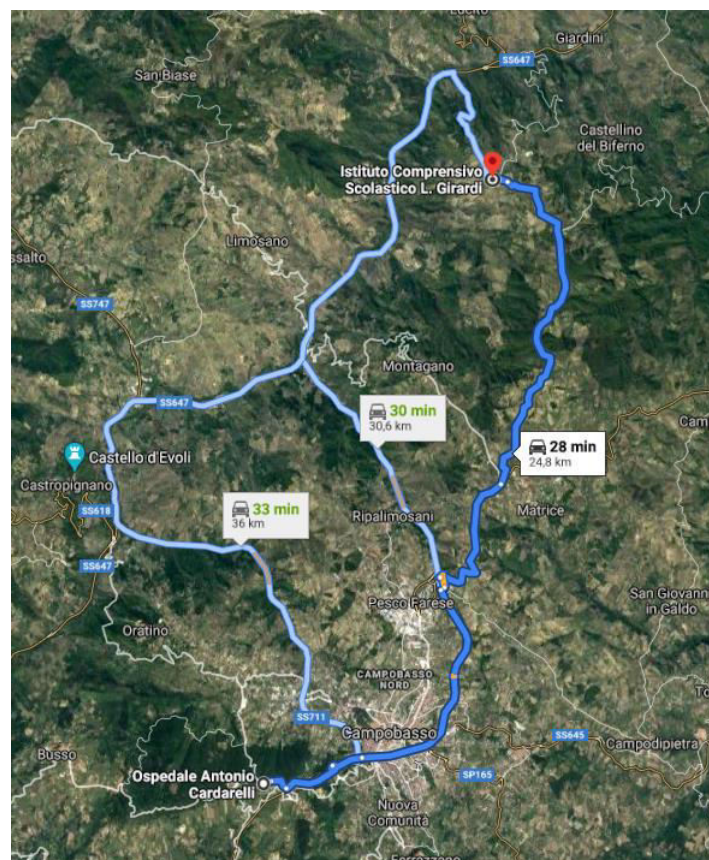 Lucito
Giardini
SS647
San Biase
Castellino
del Biferno
Istituto Comprensivo
Scolastico L. Girardi
Limosano
SS747
Montagano
SS647
30 min
30,6 km
Castello d'Evoli
28 min
24,8 km
Castropignano
33 min
36 km
SS618
Ripalimosani
Matrice
SS647
Pesco Farese
San Giovanni
in Galdo
Oratino
CAMPOBASSO
NORD
SS711
Campobasso
SS645
Campodipietra
Busso
Ospedale Antonio
Cardarelli
SP165
Nuova
Comunità